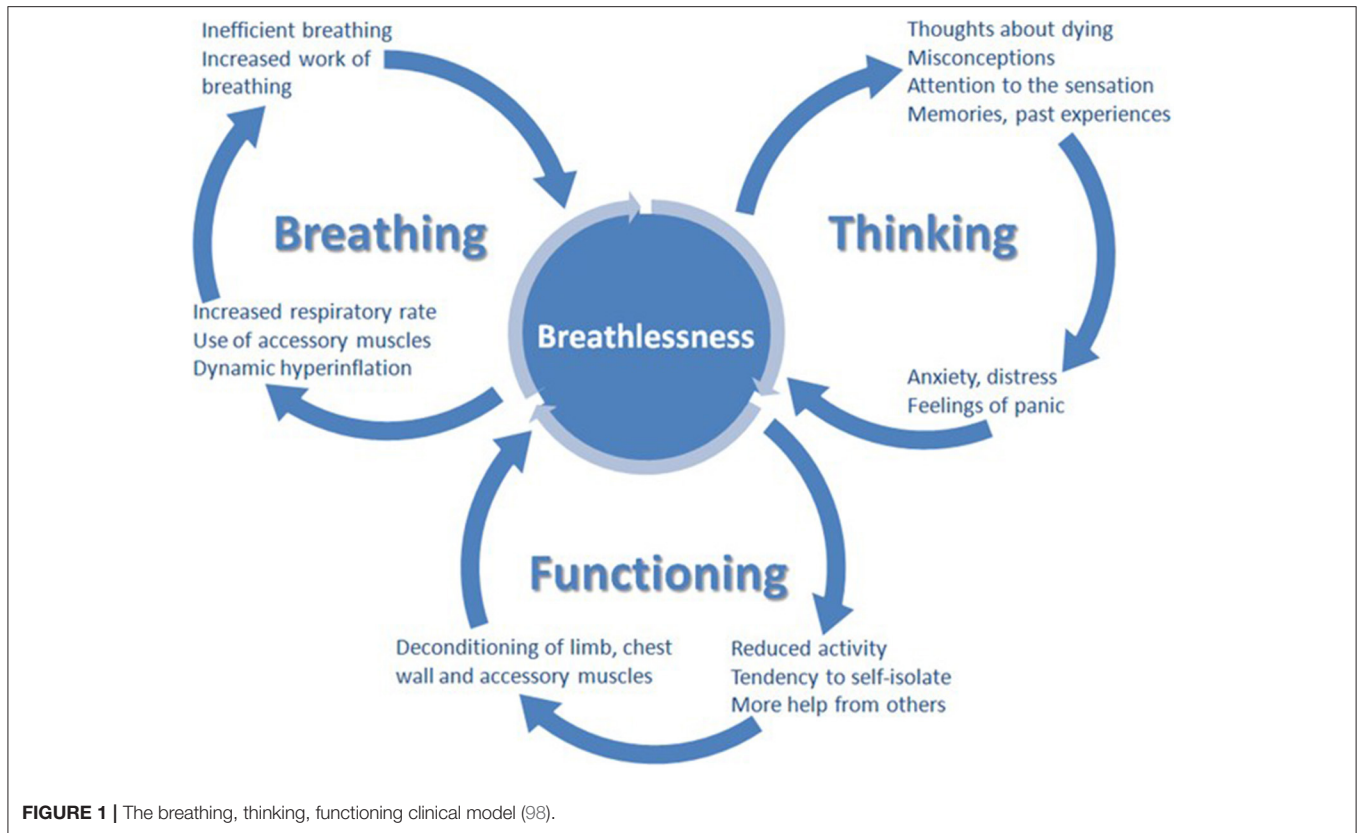 Inefficient breathing
Increased work of
breathing
Thoughts about dying
Misconceptions
Attention to the sensation
Memories, past experiences
Breathing
Thinking
Increased respiratory rate
Use of accessory muscles
Dynamic hyperinflation
Breathlessness
Anxiety, distress
Feelings of panic
Functioning
Deconditioning of limb, chest
wall and accessory muscles
Reduced activity
Tendency to self-isolate
More help from others
FIGURE 1 | The breathing, thinking, functioning clinical model (98).